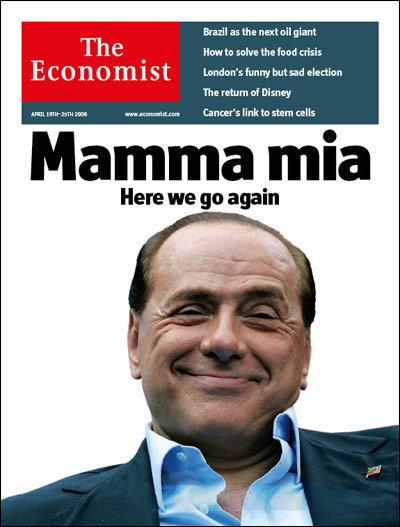 The
Economist
APRIL 19TH-25TH 2008
www.economist.com
Brazil as the next oil giant
How to solve the food crisis
London's funny but sad election
The return of Disney
Cancer's link to stem cells
Mamma mia
Here we go again